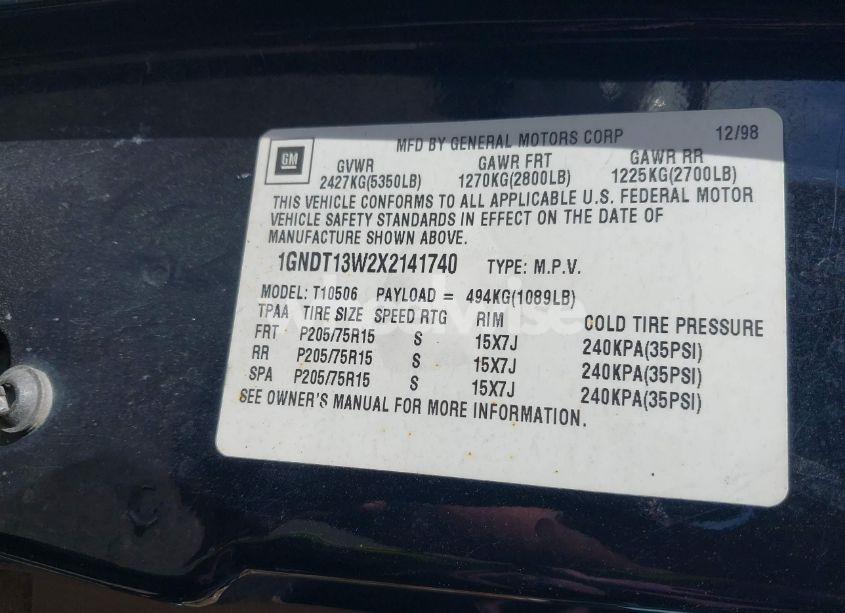 MFD BY GENERAL MOTORS CORP 12/98
GM
GVWR GAWR FRT GAWR RR
2427KG(5350LB) 1270KG(2800LB) 1225KG(2700LB)
THIS VEHICLE CONFORMS TO ALL APPLICABLE U.S. FEDERAL MOTOR
VEHICLE SAFETY STANDARDS IN EFFECT ON THE DATE OF
MANUFACTURE SHOWN ABOVE.
1GNDT13W2X2141740 TYPE: M.P.V.
MODEL: T10506 PAYLOAD = 494KG(1089LB)
TPAA TIRE SIZE SPEED RTG RIM COLD TIRE PRESSURE
FRT P205/75R15 S 15X7J 240KPA(35PSI)
RR P205/75R15 S 15X7J 240KPA(35PSI)
SPA P205/75R15 S 15X7J 240KPA(35PSI)
SEE OWNER'S MANUAL FOR MORE INFORMATION.